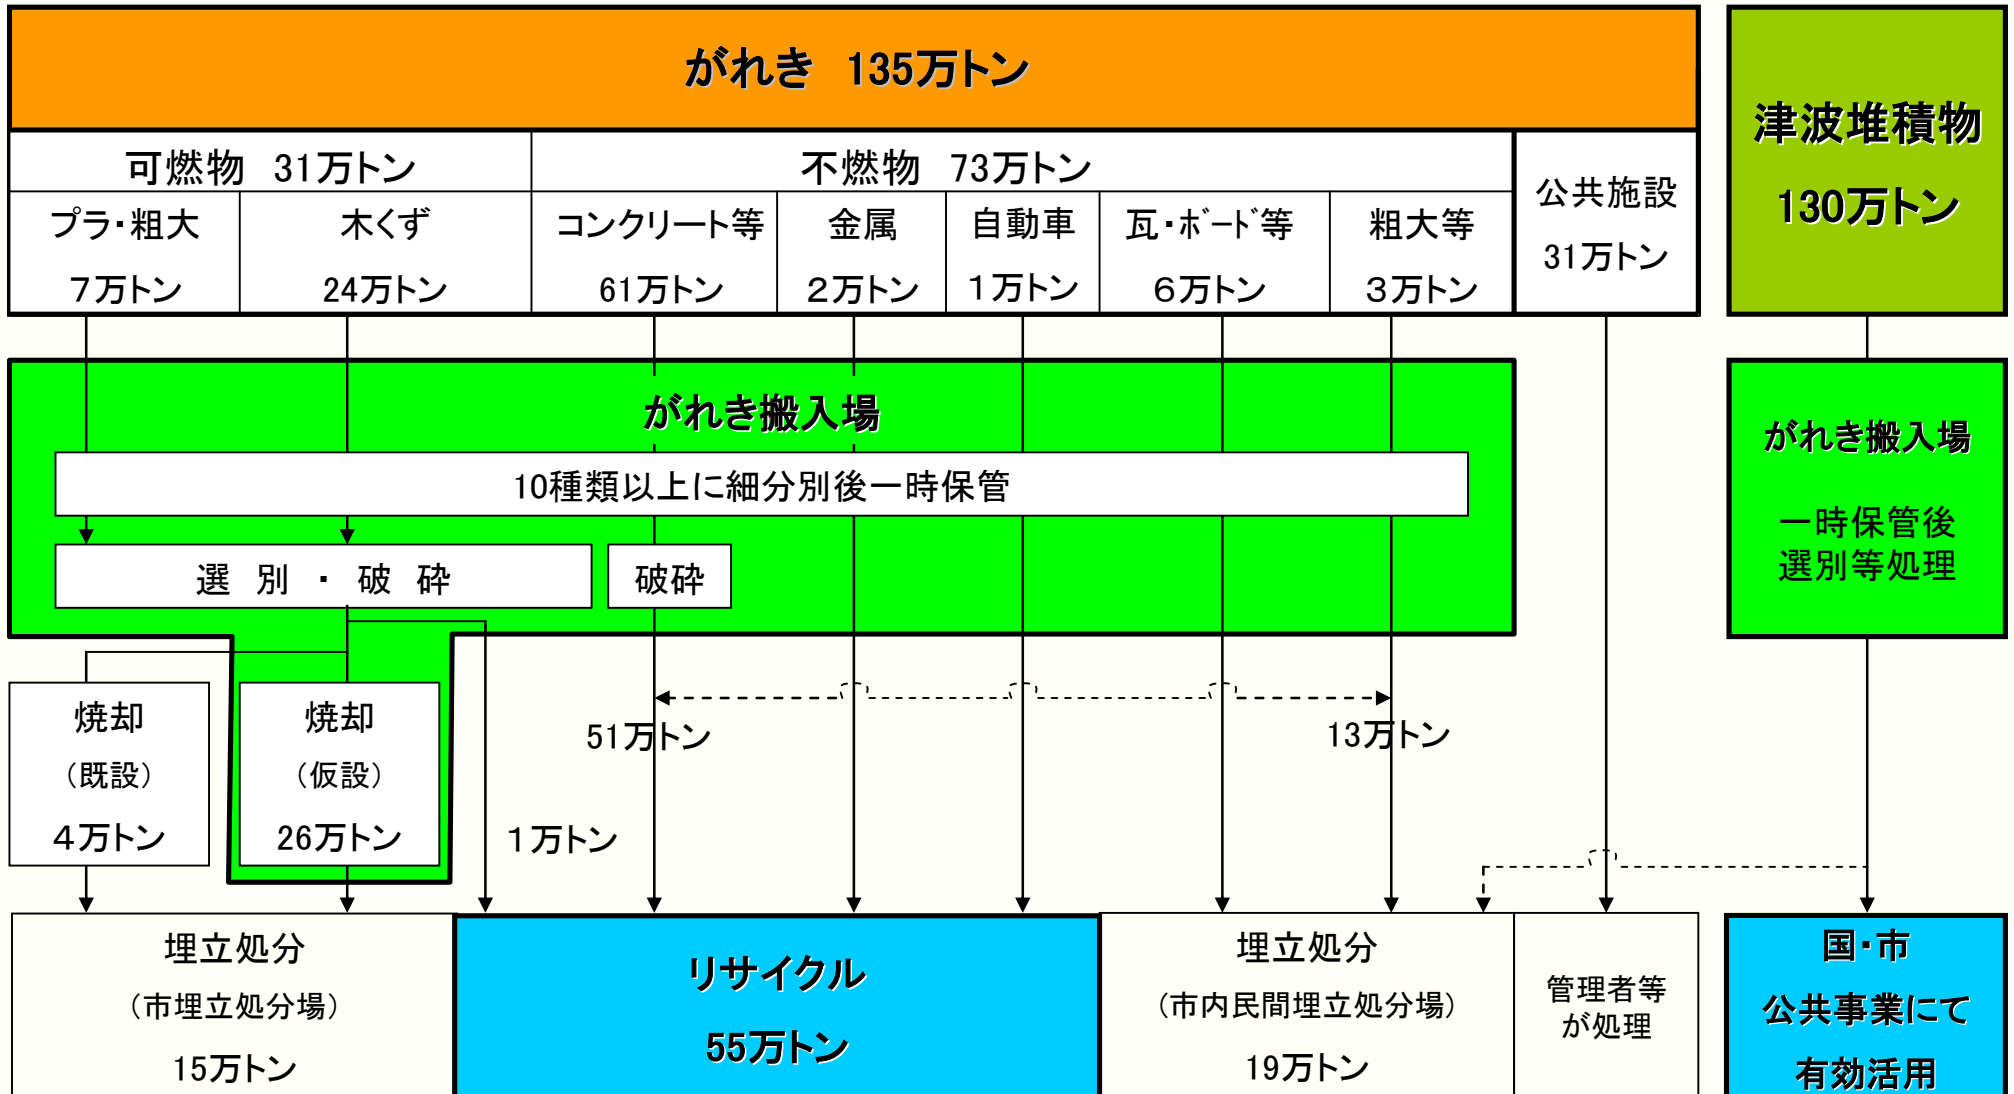 がれき 135万トン
津波堆積物
130万トン
可燃物 31万トン
不燃物 73万トン
公共施設
31万トン
プラ・粗大
7万トン
木くず
24万トン
コンクリート等
61万トン
金属
2万トン
自動車
1万トン
瓦・ボード等
6万トン
粗大等
3万トン
がれき搬入場
10種類以上に細分別後一時保管
選別・破砕
破砕
がれき搬入場
一時保管後
選別等処理
焼却
(既設)
4万トン
焼却
(仮設)
26万トン
1万トン
51万トン
13万トン
埋立処分
(市埋立処分場)
15万トン
リサイクル
55万トン
埋立処分
(市内民間埋立処分場)
19万トン
管理者等
が処理
国・市
公共事業にて
有効活用